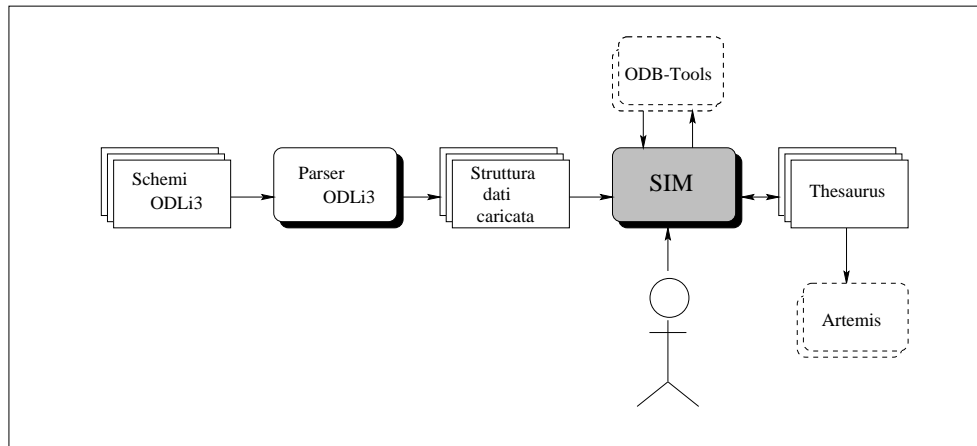 ODB-Tools
Schemi
ODLi3
Parser
ODLi3
Struttura
dati
caricata
SIM
Thesaurus
Artemis